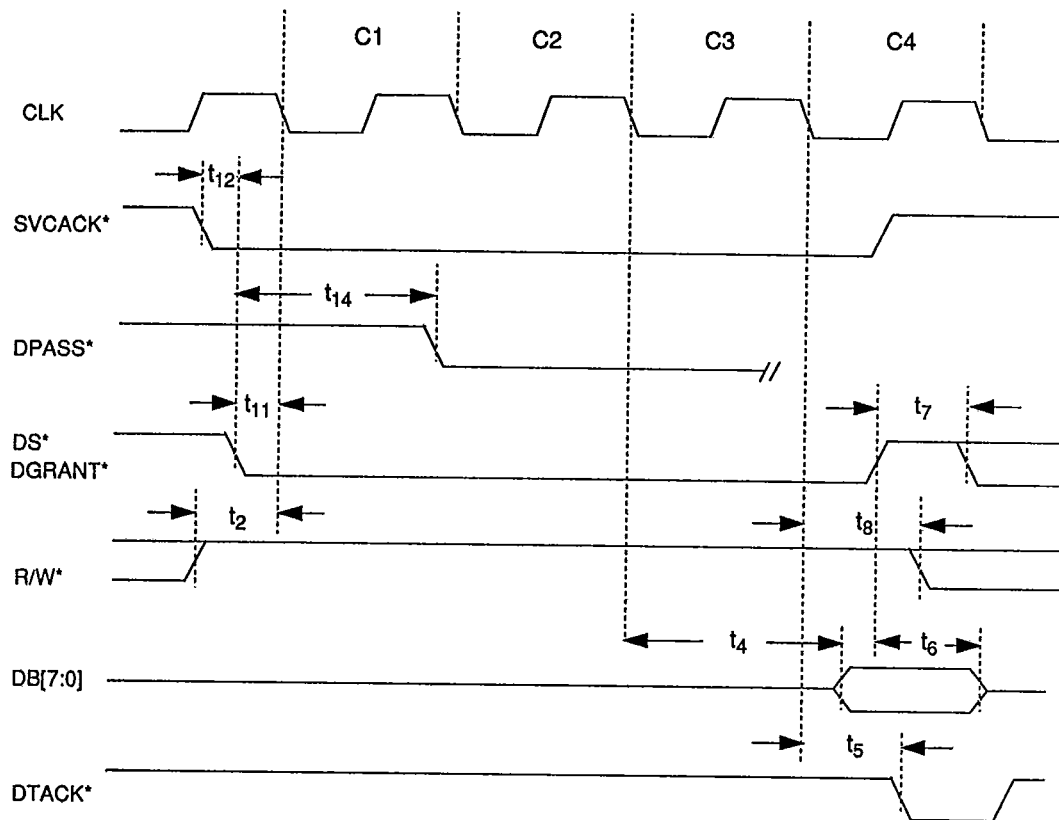 C1 C2 C3 C4
CLK
t12
SVCACK*
t14
DPASS*
t11
t7
DS*
DGRANT*
t2
t8
R/W*
t4
t6
DB[7:0]
t5
DTACK*